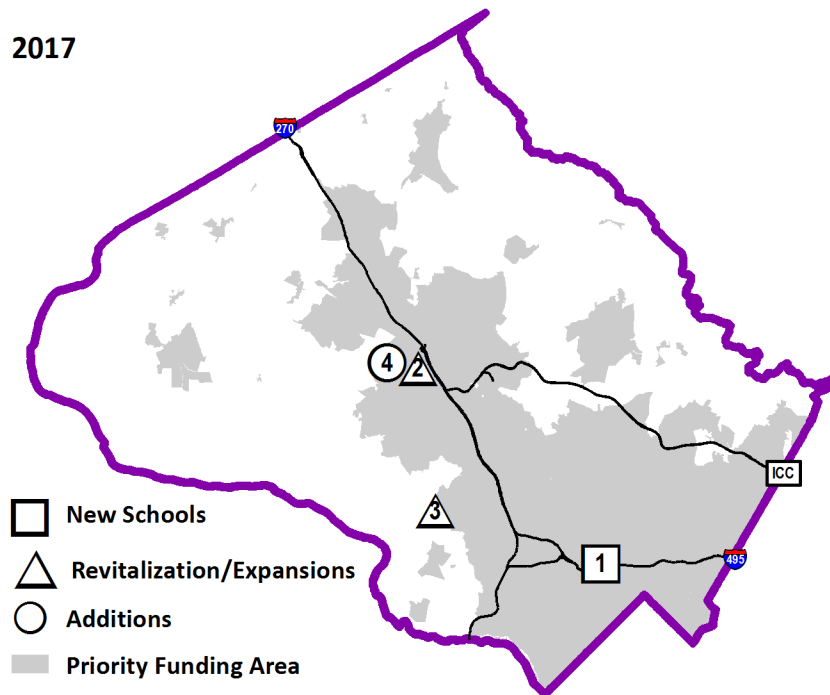 2017
270
4
2
ICC
3
New Schools
1
495
Revitalization/Expansions
Additions
Priority Funding Area